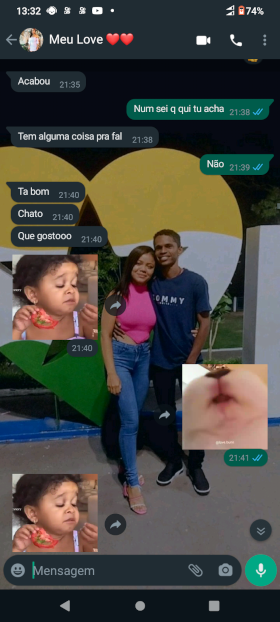 13:32
74%
Meu Love
Acabou
21:35
Num sei q qui tu acha
21:38
Tem alguma coisa pra fal
21:38
Não
21:39
Ta bom
21:40
Chato
21:40
Que gostooo
21:40
21:40
OMMY
21:41
Mensagem